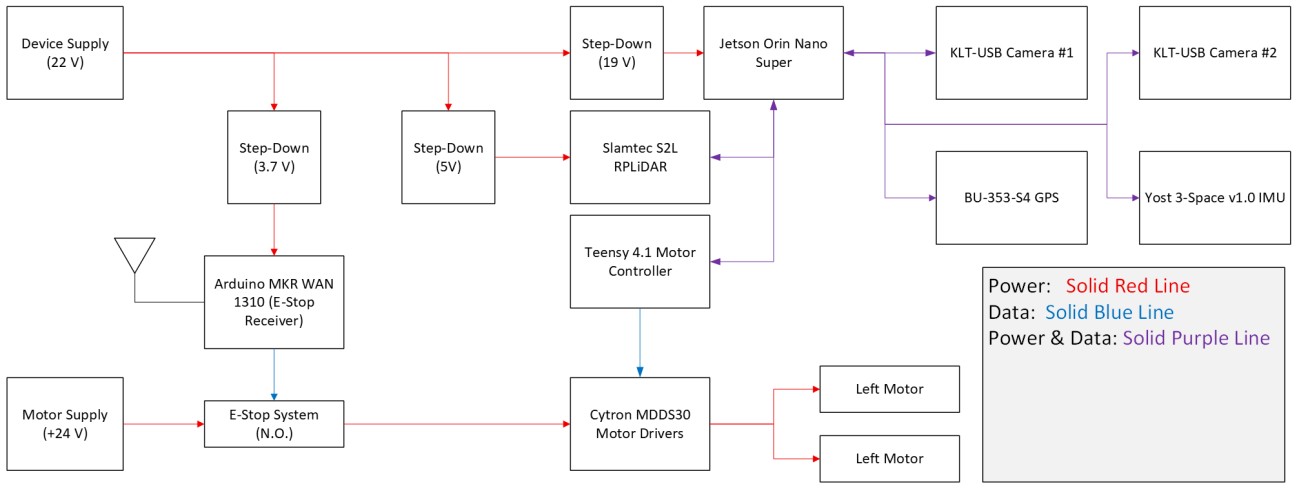 Device Supply
(22 V)
Step-Down
(19 V)
Jetson Orin Nano
Super
KLT-USB Camera #1
KLT-USB Camera #2
Step-Down
(3.7 V)
Step-Down
(5V)
Slamtec S2L
RPLiDAR
BU-353-S4 GPS
Yost 3-Space v1.0 IMU
Teensy 4.1 Motor
Controller
Arduino MKR WAN
1310 (E-Stop
Receiver)
Power: Solid Red Line
Data: Solid Blue Line
Power & Data: Solid Purple Line
Motor Supply
(+24 V)
E-Stop System
(N.O.)
Cytron MDDS30
Motor Drivers
Left Motor
Left Motor